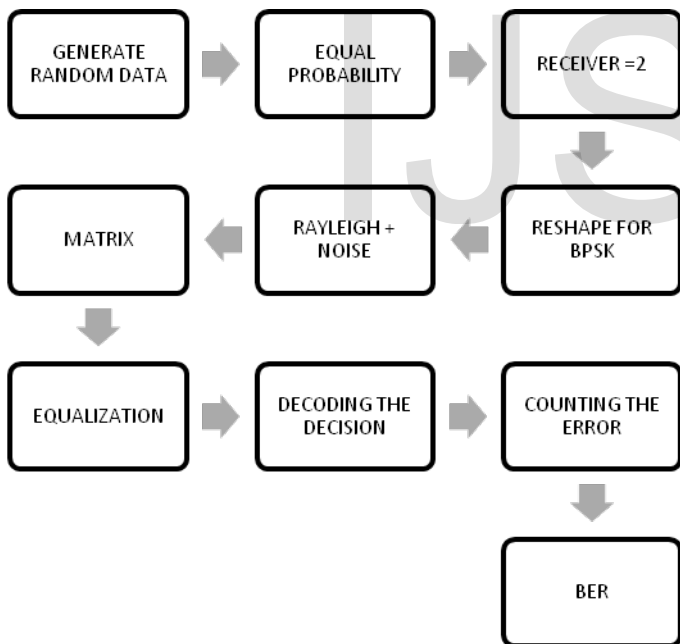 GENERATE
RANDOM DATA
EQUAL
PROBABILITY
RECEIVER =2
RESHAPE FOR
BPSK
RAYLEIGH +
NOISE
MATRIX
EQUALIZATION
DECODING THE
DECISION
COUNTING THE
ERROR
BER
IJS